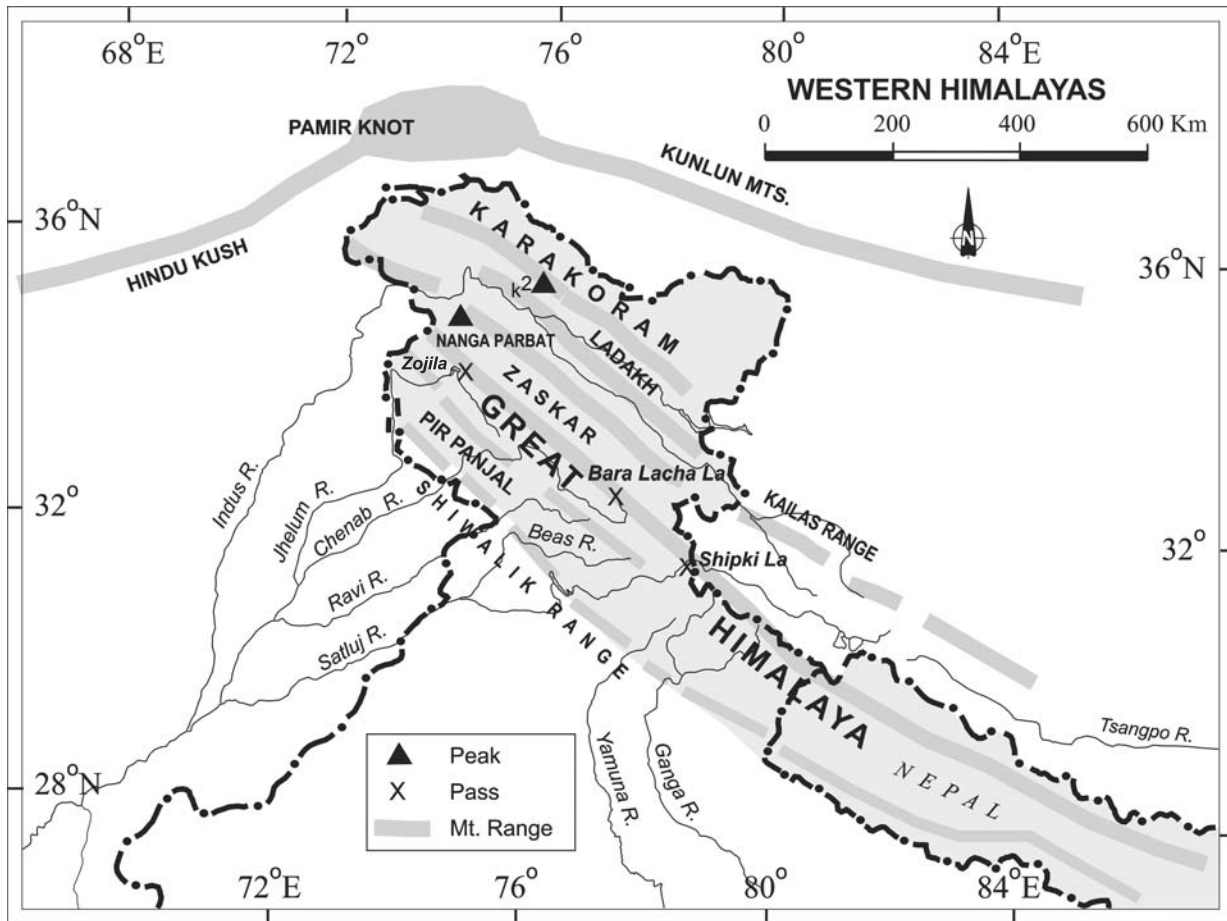 68°E 72° 76° 80° 84°E
WESTERN HIMALAYAS
0 200 400 600 Km
PAMIR KNOT
KUNLUN MTS.
HINDU KUSH
36°N
36°N
N
KARAKORAM
k2
NANGA PARBAT
LADAKH
Zojila
ZASKAR
GREAT
PIR PANJAL
Bara Lacha La
KAILAS RANGE
Indus R.
Jhelum R.
Chenab R.
SHIWALIK RANGE
32°
32°
Beas R.
Shipki La
Ravi R.
Satluj R.
HIMALAYA
Tsangpo R.
Yamuna R.
Ganga R.
NEPAL
28°N
Peak
X Pass
Mt. Range
72°E 76° 80° 84°E